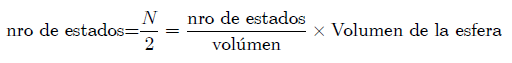 nro de estados=N/2 = nro de estados/volúmen × Volumen de la esfera